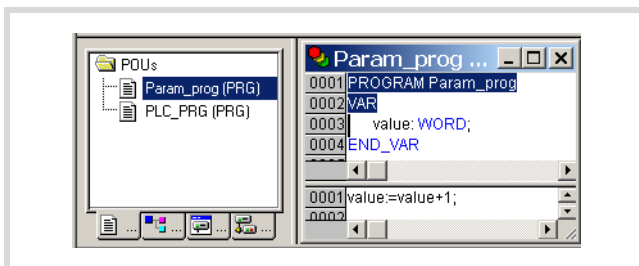 POUs
Param_prog (PRG)
PLC_PRG (PRG)
... ... ... ...
Param_prog ...
0001 PROGRAM Param_prog
0002 VAR
0003 value: WORD;
0004 END_VAR
0001 value:=value+1;
0002